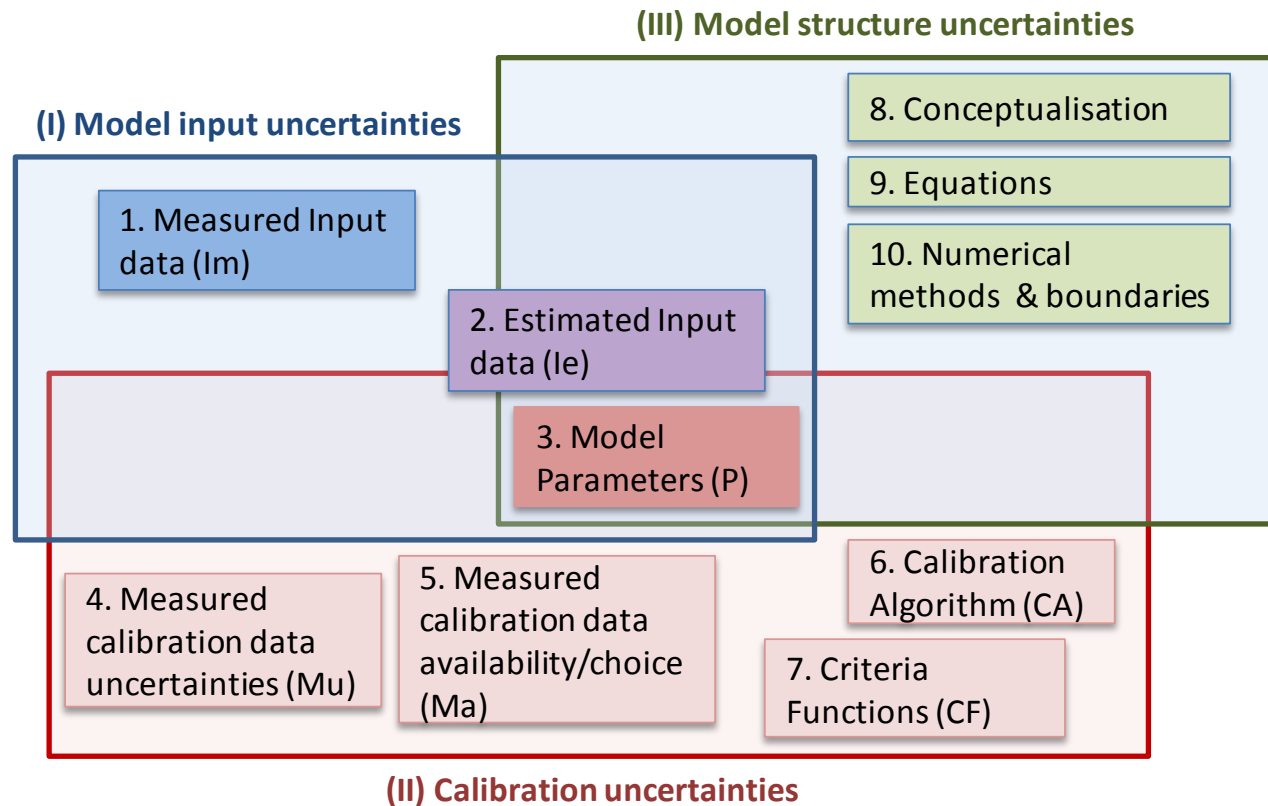 (III) Model structure uncertainties
(I) Model input uncertainties
8. Conceptualisation
9. Equations
10. Numerical
methods & boundaries
1. Measured Input
data (Im)
2. Estimated Input
data (Ie)
3. Model
Parameters (P)
4. Measured
calibration data
uncertainties (Mu)
5. Measured
calibration data
availability/choice
(Ma)
6. Calibration
Algorithm (CA)
7. Criteria
Functions (CF)
(II) Calibration uncertainties